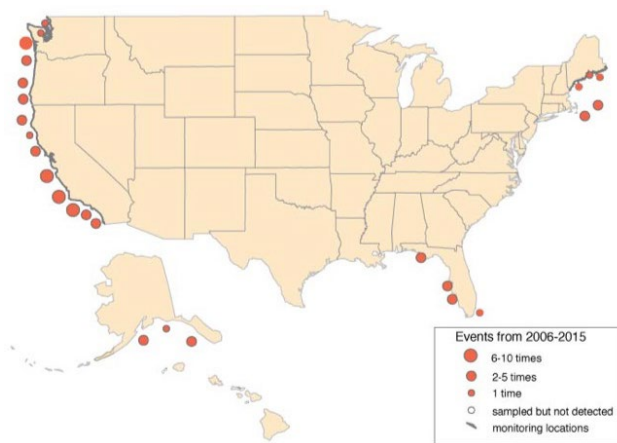 Events from 2006-2015
6-10 times
2-5 times
1 time
sampled but not detected
monitoring locations